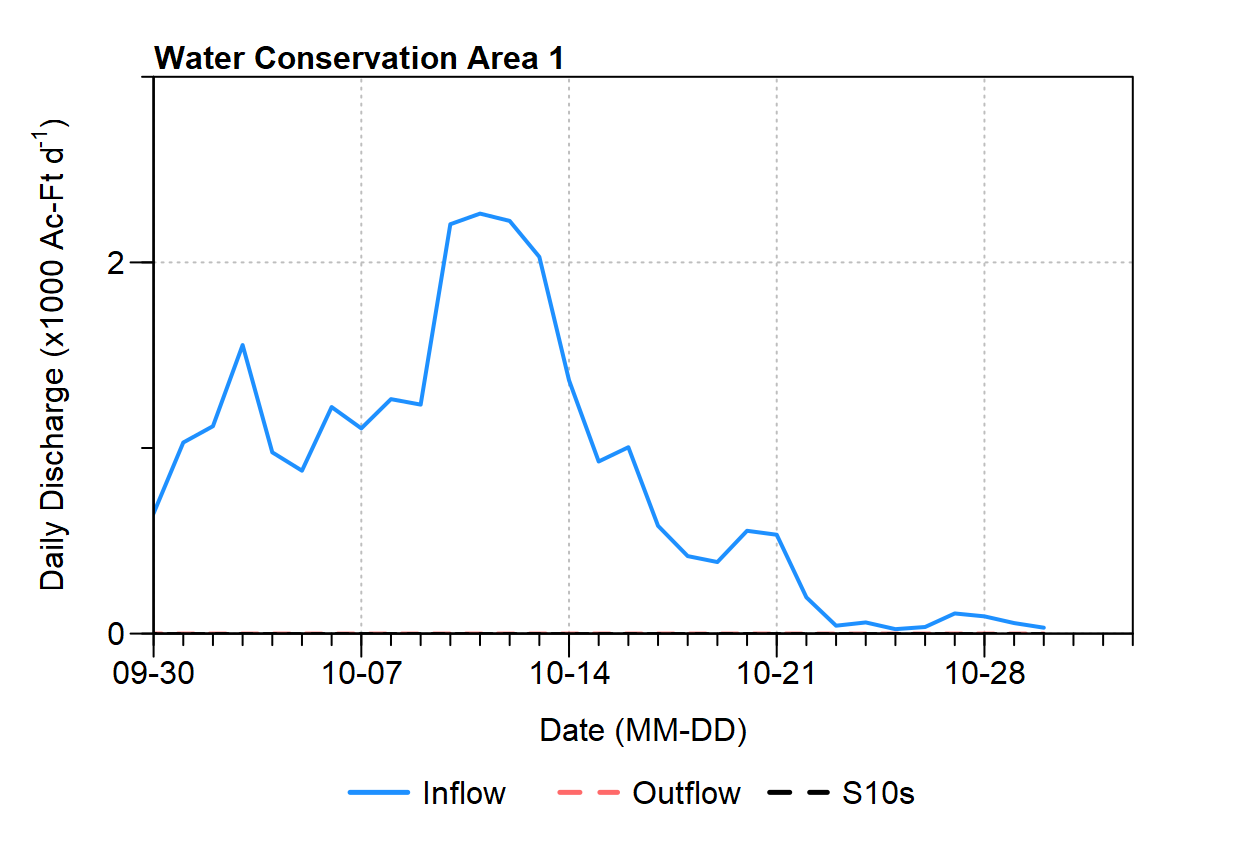 Water Conservation Area 1
Daily Discharge (x1000 Ac-Ft d⁻¹)
2
0
09-30 10-07 10-14 10-21 10-28
Date (MM-DD)
Inflow Outflow S10s